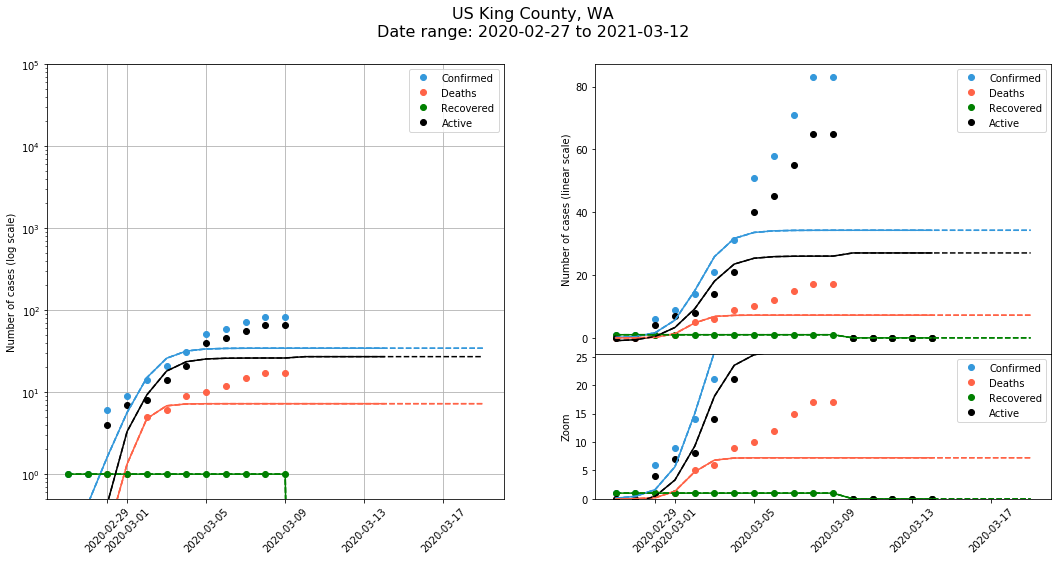 US King County, WA
Date range: 2020-02-27 to 2021-03-12
Number of cases (log scale)
10^5
10^4
10^3
10^2
10^1
10^0
Confirmed
Deaths
Recovered
Active
2020-02-29
2020-03-01
2020-03-05
2020-03-09
2020-03-13
2020-03-17
Number of cases (linear scale)
80
60
40
20
0
Confirmed
Deaths
Recovered
Active
Zoom
25
20
15
10
5
0
Confirmed
Deaths
Recovered
Active
2020-02-29
2020-03-01
2020-03-05
2020-03-09
2020-03-13
2020-03-17